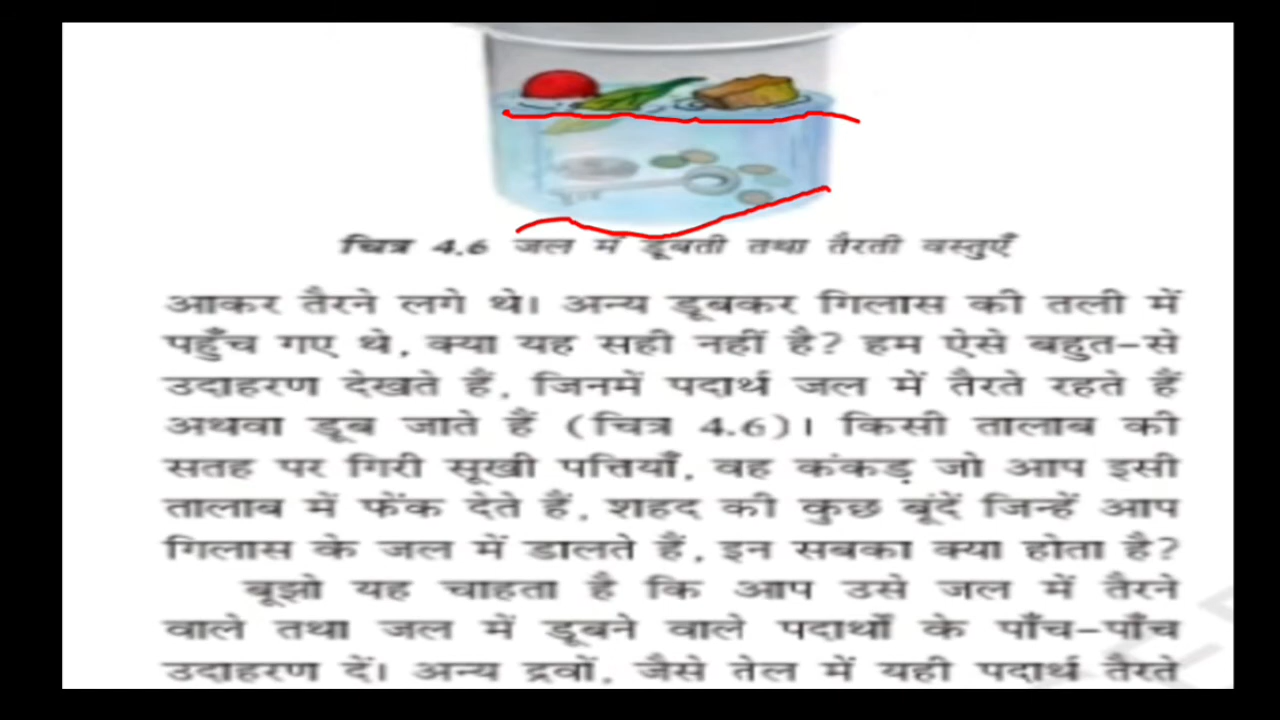 चित्र 4.6 जल में डूबती तथा तैरती वस्तुएँ
आकर तैरने लगे थे। अन्य डूबकर गिलास की तली में
पहुँच गए थे, क्या यह सही नहीं है? हम ऐसे बहुत-से
उदाहरण देखते हैं, जिनमें पदार्थ जल में तैरते रहते हैं
अथवा डूब जाते हैं (चित्र 4.6)। किसी तालाब की
सतह पर गिरी सूखी पत्तियाँ, वह कंकड़ जो आप इसी
तालाब में फेंक देते हैं, शहद की कुछ बूंदें जिन्हें आप
गिलास के जल में डालते हैं, इन सबका क्या होता है?
बूझो यह चाहता है कि आप उसे जल में तैरने
वाले तथा जल में डूबने वाले पदार्थों के पाँच-पाँच
उदाहरण दें। अन्य द्रवों, जैसे तेल में यही पदार्थ तैरते